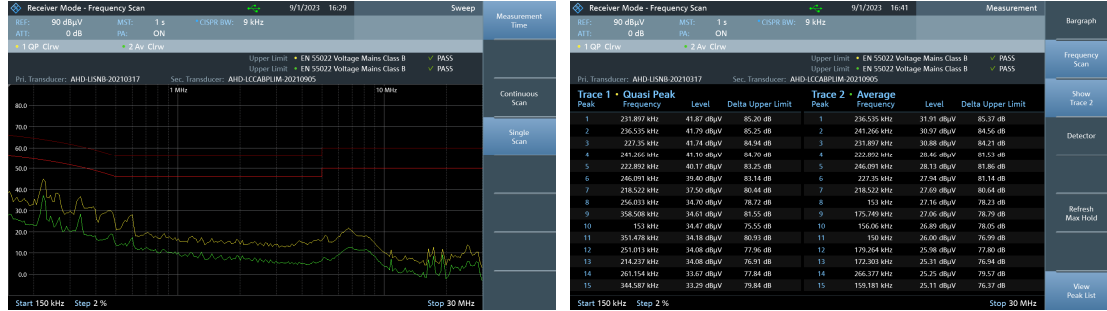 Receiver Mode - Frequency Scan 9/1/2023 16:29 Sweep
REF: 90 dBµV MST: 1 s CISPR BW: 9 kHz
ATT: 0 dB PA: ON
1 QP Clrw 2 Av Clrw
Upper Limit EN 55022 Voltage Mains Class B ✓ PASS
Upper Limit EN 55022 Voltage Mains Class B ✓ PASS
Pri. Transducer: AHD-LISNB-20210317 Sec. Transducer: AHD-LCCABPLIM-20210905
1 MHz 10 MHz
80.0
70.0
60.0
50.0
40.0
30.0
20.0
10.0
0.0
Start 150 kHz Step 2 % Stop 30 MHz
Measurement
Time
Continuous
Scan
Single
Scan
Receiver Mode - Frequency Scan 9/1/2023 16:41 Measurement
REF: 90 dBµV MST: 1 s CISPR BW: 9 kHz
ATT: 0 dB PA: ON
1 QP Clrw 2 Av Clrw
Upper Limit EN 55022 Voltage Mains Class B ✓ PASS
Upper Limit EN 55022 Voltage Mains Class B ✓ PASS
Pri. Transducer: AHD-LISNB-20210317 Sec. Transducer: AHD-LCCABPLIM-20210905
Trace 1 • Quasi Peak Trace 2 • Average
Peak Frequency Level Delta Upper Limit Peak Frequency Level Delta Upper Limit
1 231.897 kHz 41.87 dBµV 85.20 dB 1 236.535 kHz 31.91 dBµV 85.37 dB
2 236.535 kHz 41.79 dBµV 85.25 dB 2 241.266 kHz 30.97 dBµV 84.56 dB
3 227.35 kHz 41.74 dBµV 84.94 dB 3 231.897 kHz 30.88 dBµV 84.21 dB
4 241.266 kHz 41.10 dBµV 84.70 dB 4 222.892 kHz 28.46 dBµV 81.53 dB
5 222.892 kHz 40.17 dBµV 83.25 dB 5 246.091 kHz 28.13 dBµV 81.86 dB
6 246.091 kHz 39.40 dBµV 83.14 dB 6 227.35 kHz 27.94 dBµV 81.14 dB
7 218.522 kHz 37.50 dBµV 80.44 dB 7 218.522 kHz 27.69 dBµV 80.64 dB
8 256.033 kHz 34.70 dBµV 78.72 dB 8 153 kHz 27.16 dBµV 78.23 dB
9 358.508 kHz 34.61 dBµV 81.55 dB 9 175.749 kHz 27.06 dBµV 78.79 dB
10 153 kHz 34.47 dBµV 75.55 dB 10 156.06 kHz 26.89 dBµV 78.05 dB
11 351.478 kHz 34.18 dBµV 80.93 dB 11 150 kHz 26.00 dBµV 76.99 dB
12 251.013 kHz 34.08 dBµV 77.96 dB 12 179.264 kHz 25.98 dBµV 77.80 dB
13 214.237 kHz 34.08 dBµV 76.91 dB 13 172.303 kHz 25.31 dBµV 76.94 dB
14 261.154 kHz 33.67 dBµV 77.84 dB 14 266.377 kHz 25.25 dBµV 79.57 dB
15 344.587 kHz 33.29 dBµV 79.84 dB 15 159.181 kHz 25.11 dBµV 76.37 dB
Start 150 kHz Step 2 % Stop 30 MHz
Bargraph
Frequency
Scan
Show
Trace 2
Detector
Refresh
Max Hold
View
Peak List